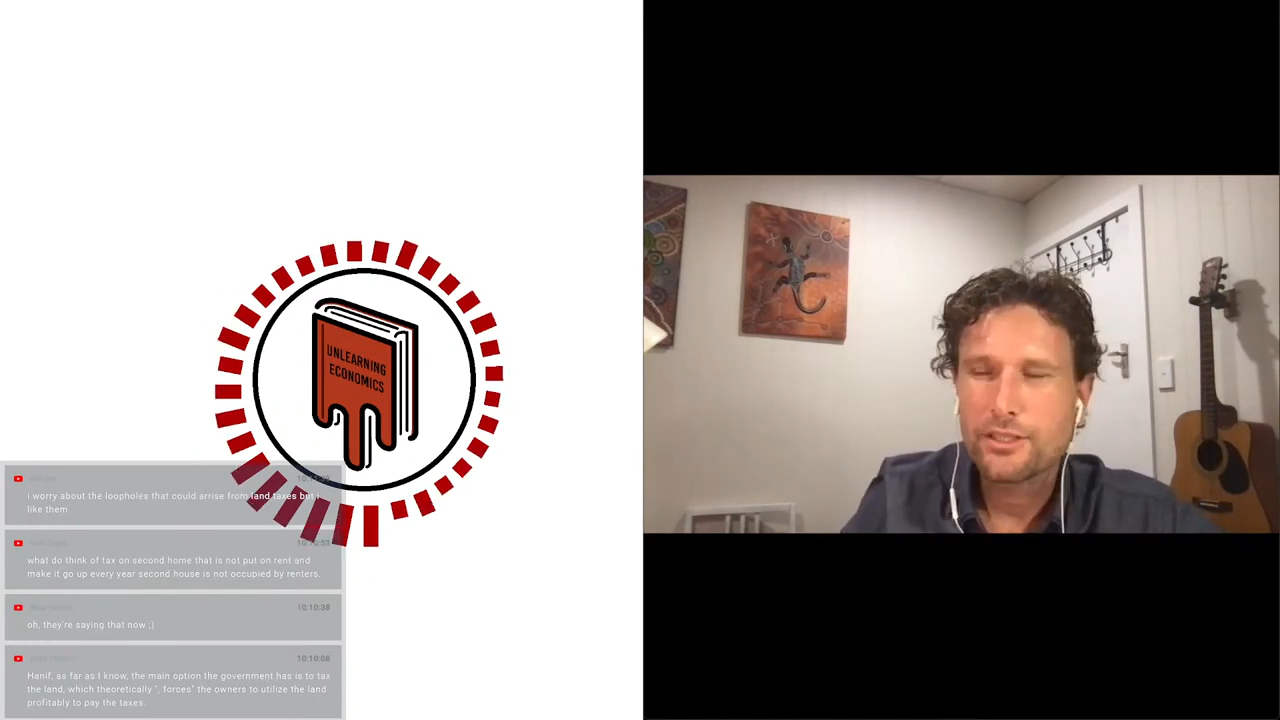 UNLEARNING
ECONOMICS
i worry about the loopholes that could arrise from land taxes but i
like them
what do think of tax on second home that is not put on rent and
make it go up every year second house is not occupied by renters.
10:10:38
oh, they're saying that now ;)
10:10:08
Hanif, as far as I know, the main option the government has is to tax
the land, which theoretically ", forces" the owners to utilize the land
profitably to pay the taxes.